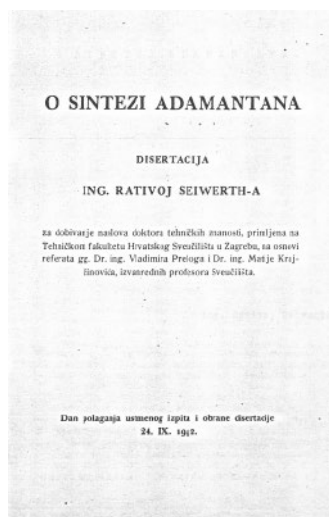 O SINTEZI ADAMANTANA
DISERTACIJA
ING. RATIVOJ SEIWERTH-A
za dobivanje naslova doktora tehničkih znanosti, primljena na
Tehničkom fakultetu Hrvatskog Sveučilišta u Zagrebu, na osnovi
referata gg. Dr. ing. Vladimira Preloga i Dr. ing. Matije Kraj-
činovića, izvanrednih profesora Sveučilišta.
Dan polaganja usmenog izpita i obrane disertacije
24. IX. 1942.